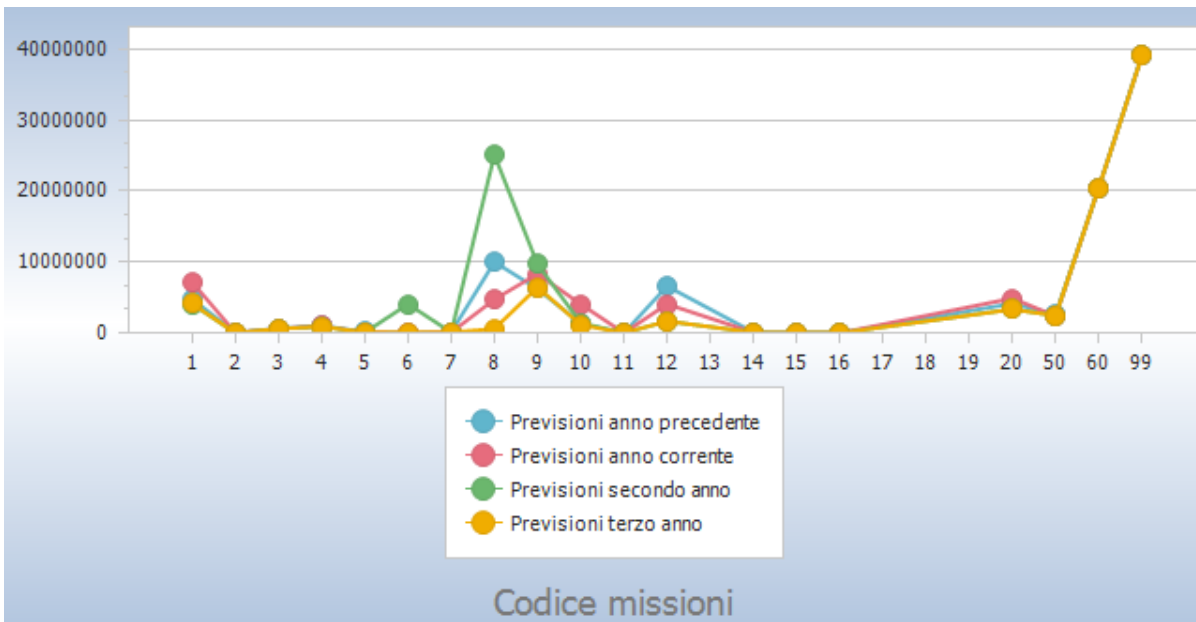 40000000
30000000
20000000
10000000
0
1 2 3 4 5 6 7 8 9 10 11 12 13 14 15 16 17 18 19 20 50 60 99
Previsioni anno precedente
Previsioni anno corrente
Previsioni secondo anno
Previsioni terzo anno
Codice missioni